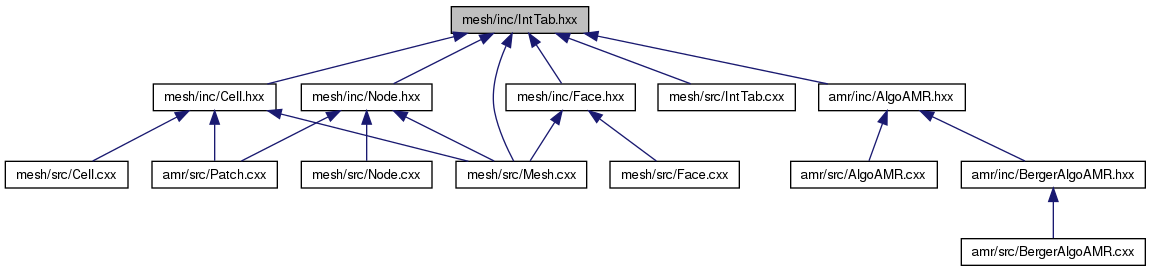 mesh/inc/IntTab.hxx
mesh/inc/Cell.hxx
mesh/inc/Node.hxx
mesh/inc/Face.hxx
mesh/src/IntTab.cxx
amr/inc/AlgoAMR.hxx
mesh/src/Cell.cxx
amr/src/Patch.cxx
mesh/src/Node.cxx
mesh/src/Mesh.cxx
mesh/src/Face.cxx
amr/src/AlgoAMR.cxx
amr/inc/BergerAlgoAMR.hxx
amr/src/BergerAlgoAMR.cxx